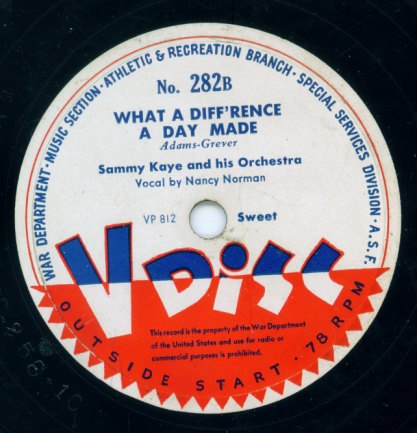 WAR DEPARTMENT · MUSIC SECTION · ATHLETIC & RECREATION BRANCH · SPECIAL SERVICES DIVISION · A.S.F.
No. 282B
WHAT A DIFF'RENCE
A DAY MADE
Adams-Grever
Sammy Kaye and his Orchestra
Vocal by Nancy Norman
VP 812 Sweet
V DISC
This record is the property of the War Department
of the United States and use for radio or
commercial purposes is prohibited.
OUTSIDE START · 78 RPM